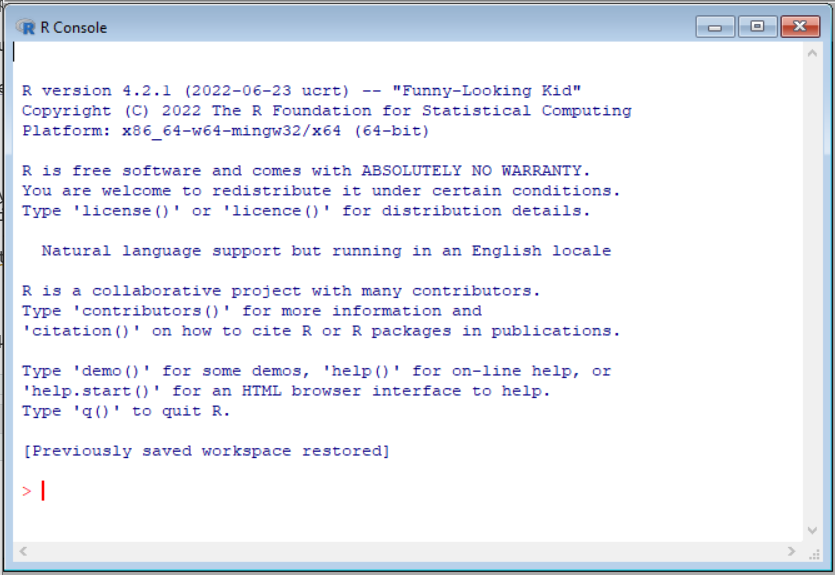 R Console
R version 4.2.1 (2022-06-23 ucrt) -- "Funny-Looking Kid"
Copyright (C) 2022 The R Foundation for Statistical Computing
Platform: x86_64-w64-mingw32/x64 (64-bit)
R is free software and comes with ABSOLUTELY NO WARRANTY.
You are welcome to redistribute it under certain conditions.
Type 'license()' or 'licence()' for distribution details.
Natural language support but running in an English locale
R is a collaborative project with many contributors.
Type 'contributors()' for more information and
'citation()' on how to cite R or R packages in publications.
Type 'demo()' for some demos, 'help()' for on-line help, or
'help.start()' for an HTML browser interface to help.
Type 'q()' to quit R.
[Previously saved workspace restored]
>